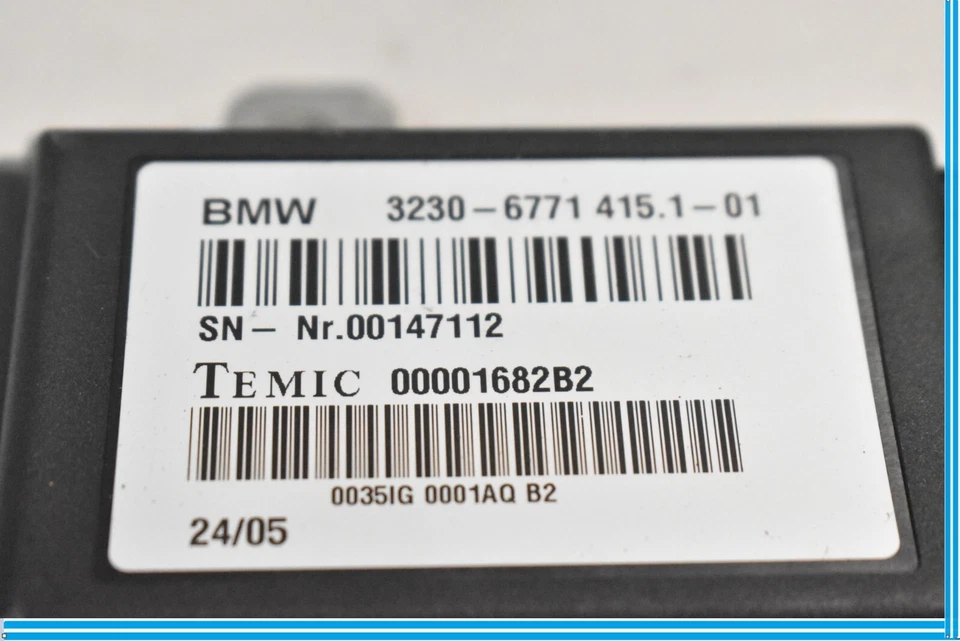 BMW 3230-6771 415.1-01
SN- Nr.00147112
TEMIC 00001682B2
0035IG 0001AQ B2
24/05